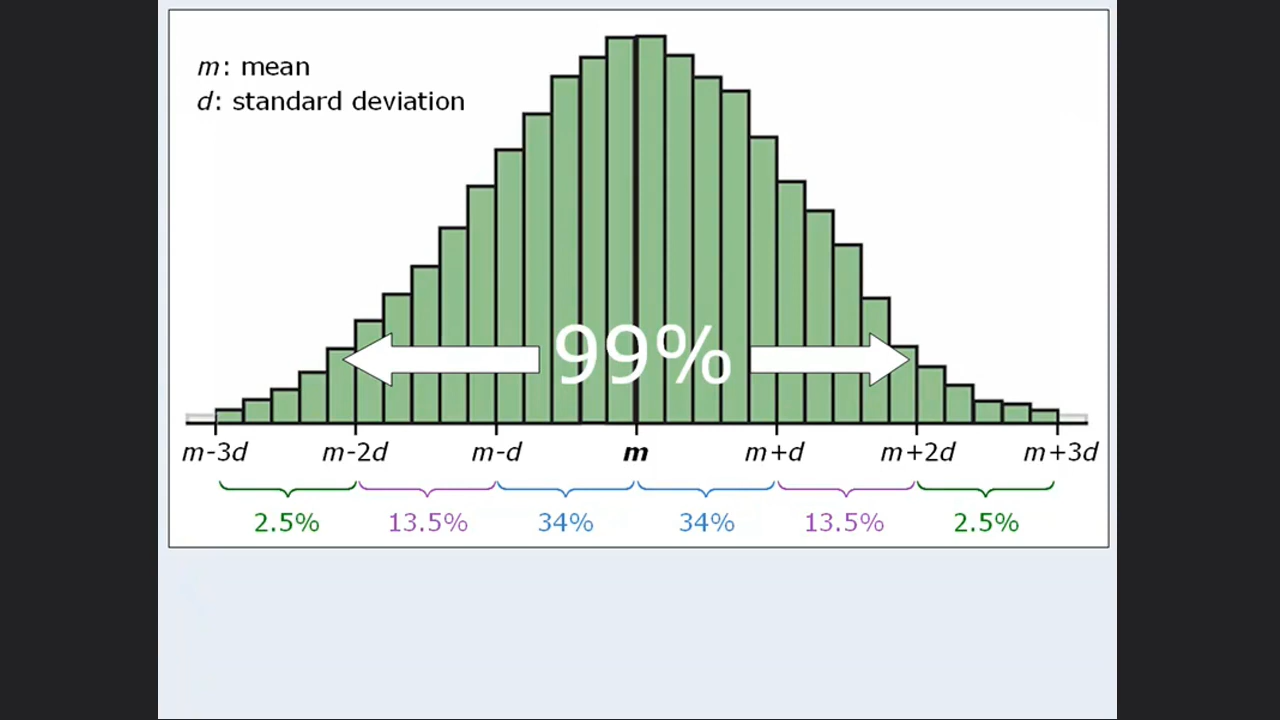 m: mean
d: standard deviation
99%
m-3d m-2d m-d m m+d m+2d m+3d
2.5% 13.5% 34% 34% 13.5% 2.5%